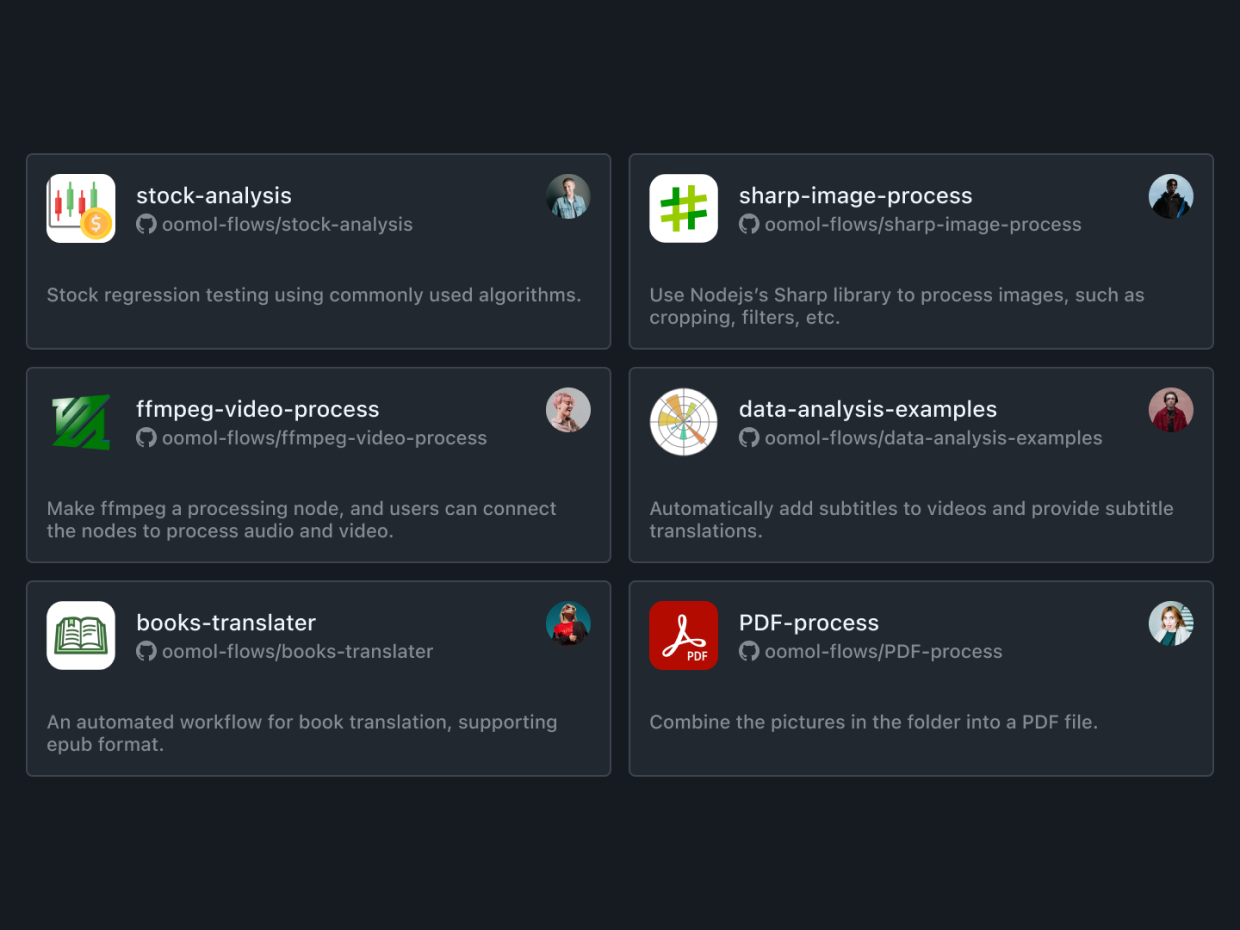 stock-analysis
oomol-flows/stock-analysis
Stock regression testing using commonly used algorithms.
sharp-image-process
oomol-flows/sharp-image-process
Use Nodejs’s Sharp library to process images, such as
cropping, filters, etc.
ffmpeg-video-process
oomol-flows/ffmpeg-video-process
Make ffmpeg a processing node, and users can connect
the nodes to process audio and video.
data-analysis-examples
oomol-flows/data-analysis-examples
Automatically add subtitles to videos and provide subtitle
translations.
books-translater
oomol-flows/books-translater
An automated workflow for book translation, supporting
epub format.
PDF
PDF-process
oomol-flows/PDF-process
Combine the pictures in the folder into a PDF file.